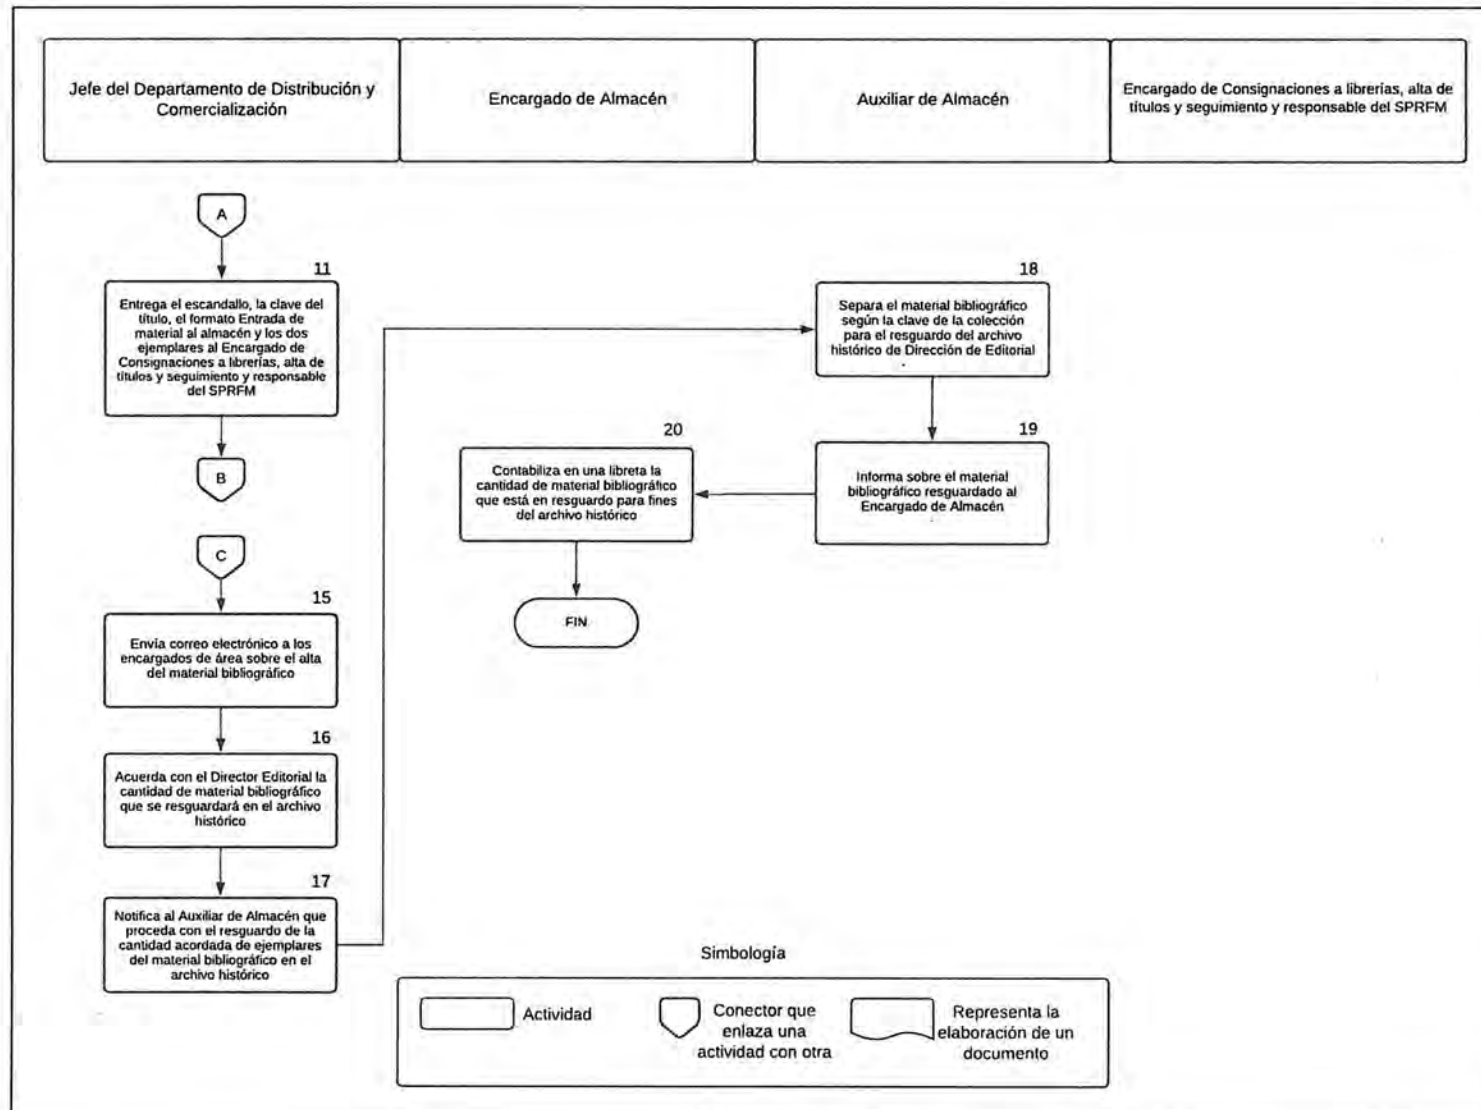 Jefe del Departamento de Distribución y
Comercialización
Encargado de Almacén
Auxiliar de Almacén
Encargado de Consignaciones a librerías, alta de
títulos y seguimiento y responsable del SPRFM
A
11
Entrega el escandallo, la clave del
título, el formato Entrada de
material al almacén y los dos
ejemplares al Encargado de
Consignaciones a librerías, alta de
títulos y seguimiento y responsable
del SPRFM
B
C
15
Envía correo electrónico a los
encargados de área sobre el alta
del material bibliográfico
16
Acuerda con el Director Editorial la
cantidad de material bibliográfico
que se resguardará en el archivo
histórico
17
Notifica al Auxiliar de Almacén que
proceda con el resguardo de la
cantidad acordada de ejemplares
del material bibliográfico en el
archivo histórico
18
Separa el material bibliográfico
según la clave de la colección
para el resguardo del archivo
histórico de Dirección de Editorial
19
Informa sobre el material
bibliográfico resguardado al
Encargado de Almacén
20
Contabiliza en una libreta la
cantidad de material bibliográfico
que está en resguardo para fines
del archivo histórico
FIN
Simbología
Actividad
Conector que
enlaza una
actividad con otra
Representa la
elaboración de un
documento